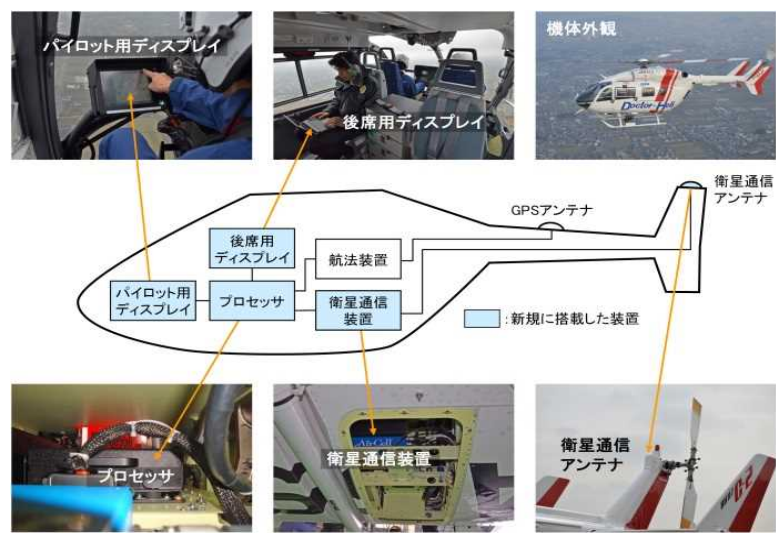 パイロット用ディスプレイ
後席用ディスプレイ
機体外観
Doctor-Heli
衛星通信
アンテナ
GPSアンテナ
後席用
ディスプレイ
航法装置
パイロット用
ディスプレイ
プロセッサ
衛星通信
装置
:新規に搭載した装置
プロセッサ
AirCell
衛星通信装置
衛星通信
アンテナ
C-2